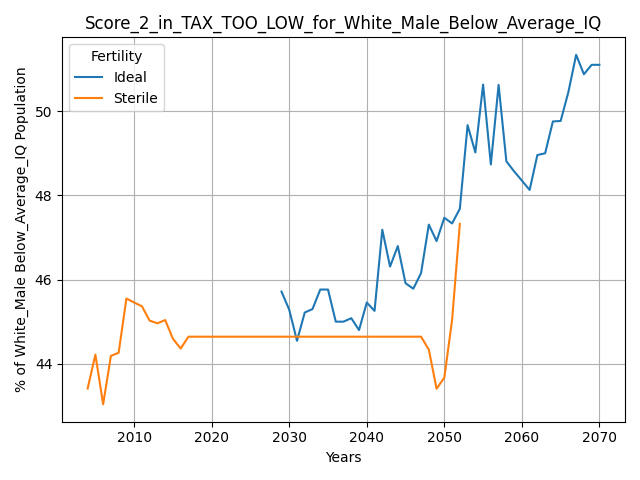 Score_2_in_TAX_TOO_LOW_for_White_Male_Below_Average_IQ
Fertility
Ideal
Sterile
% of White_Male Below_Average_IQ Population
50
48
46
44
2010 2020 2030 2040 2050 2060 2070
Years